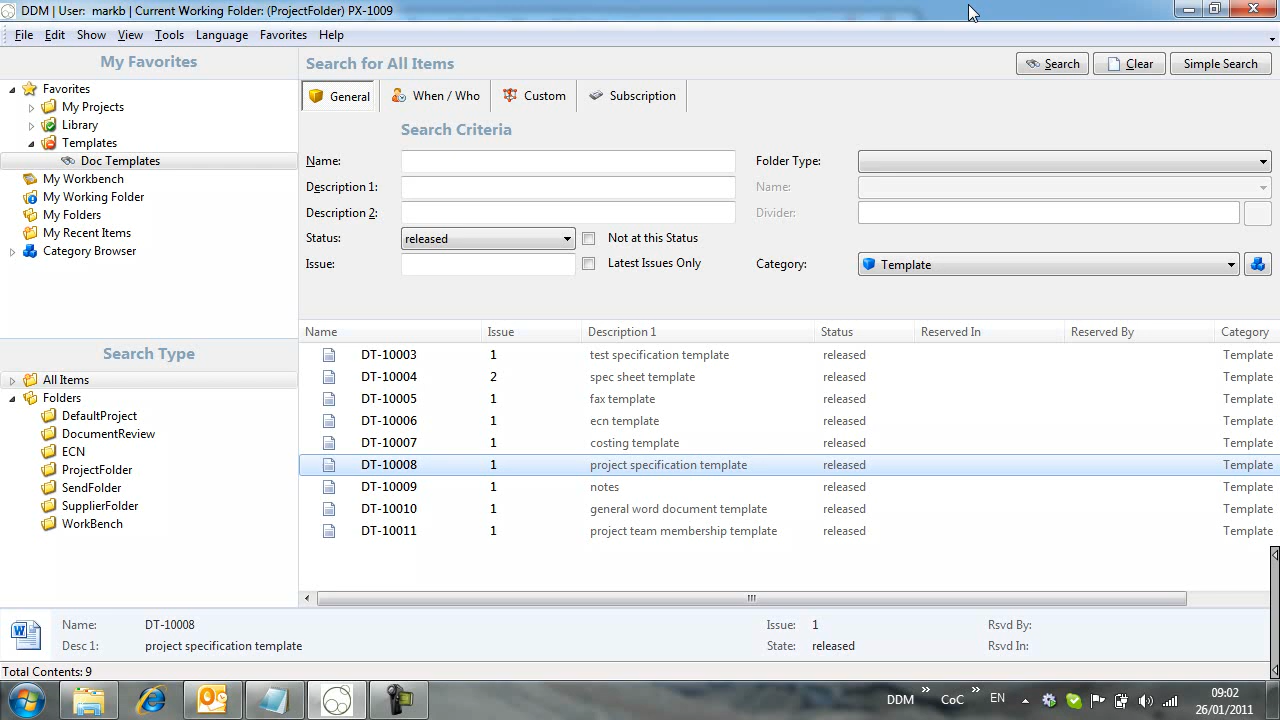 DDM | User: markb | Current Working Folder: (ProjectFolder) PX-1009
File Edit Show View Tools Language Favorites Help
My Favorites
Favorites
My Projects
Library
Templates
Doc Templates
My Workbench
My Working Folder
My Folders
My Recent Items
Category Browser
Search Type
All Items
Folders
DefaultProject
DocumentReview
ECN
ProjectFolder
SendFolder
SupplierFolder
WorkBench
Search for All Items Search Clear Simple Search
General When / Who Custom Subscription
Search Criteria
Name: Folder Type:
Description 1: Name:
Description 2: Divider:
Status: released Not at this Status
Issue: Latest Issues Only Category: Template
Name Issue Description 1 Status Reserved In Reserved By Category
DT-10003 1 test specification template released Template
DT-10004 2 spec sheet template released Template
DT-10005 1 fax template released Template
DT-10006 1 ecn template released Template
DT-10007 1 costing template released Template
DT-10008 1 project specification template released Template
DT-10009 1 notes released Template
DT-10010 1 general word document template released Template
DT-10011 1 project team membership template released Template
Name: DT-10008 Issue: 1 Rsvd By:
Desc 1: project specification template State: released Rsvd In:
Total Contents: 9
DDM » CoC » EN 09:02
26/01/2011